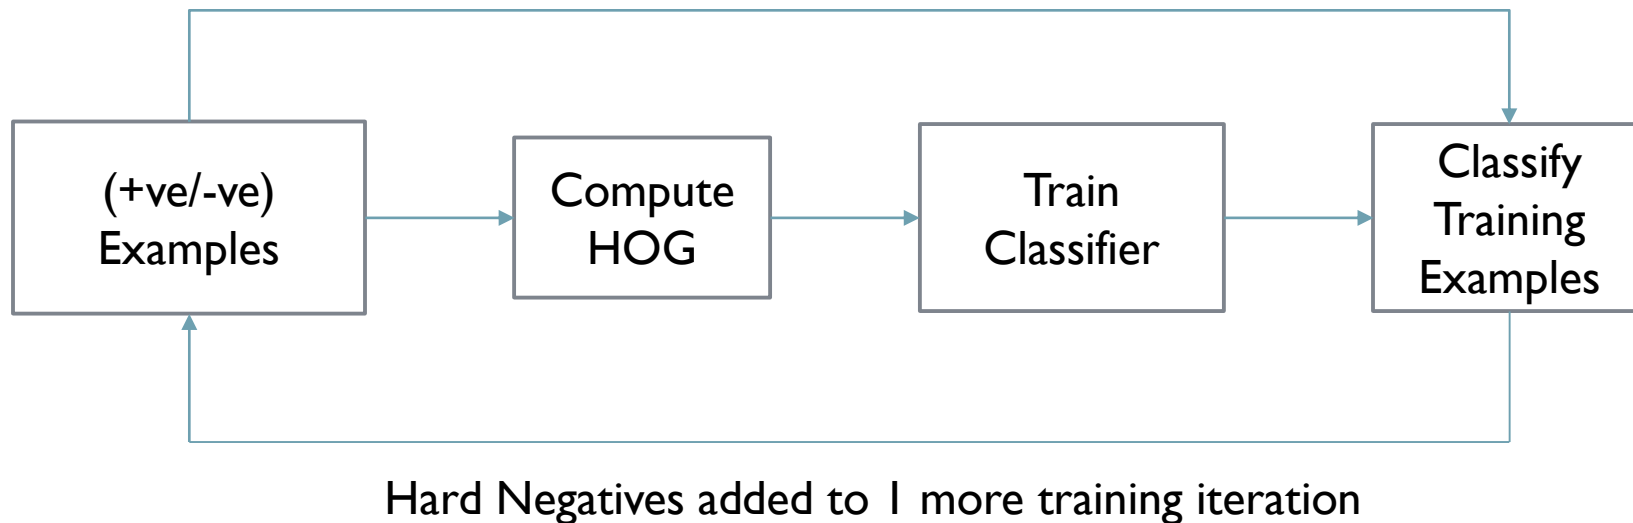 (+ve/-ve)
Examples
Compute
HOG
Train
Classifier
Classify
Training
Examples
Hard Negatives added to 1 more training iteration